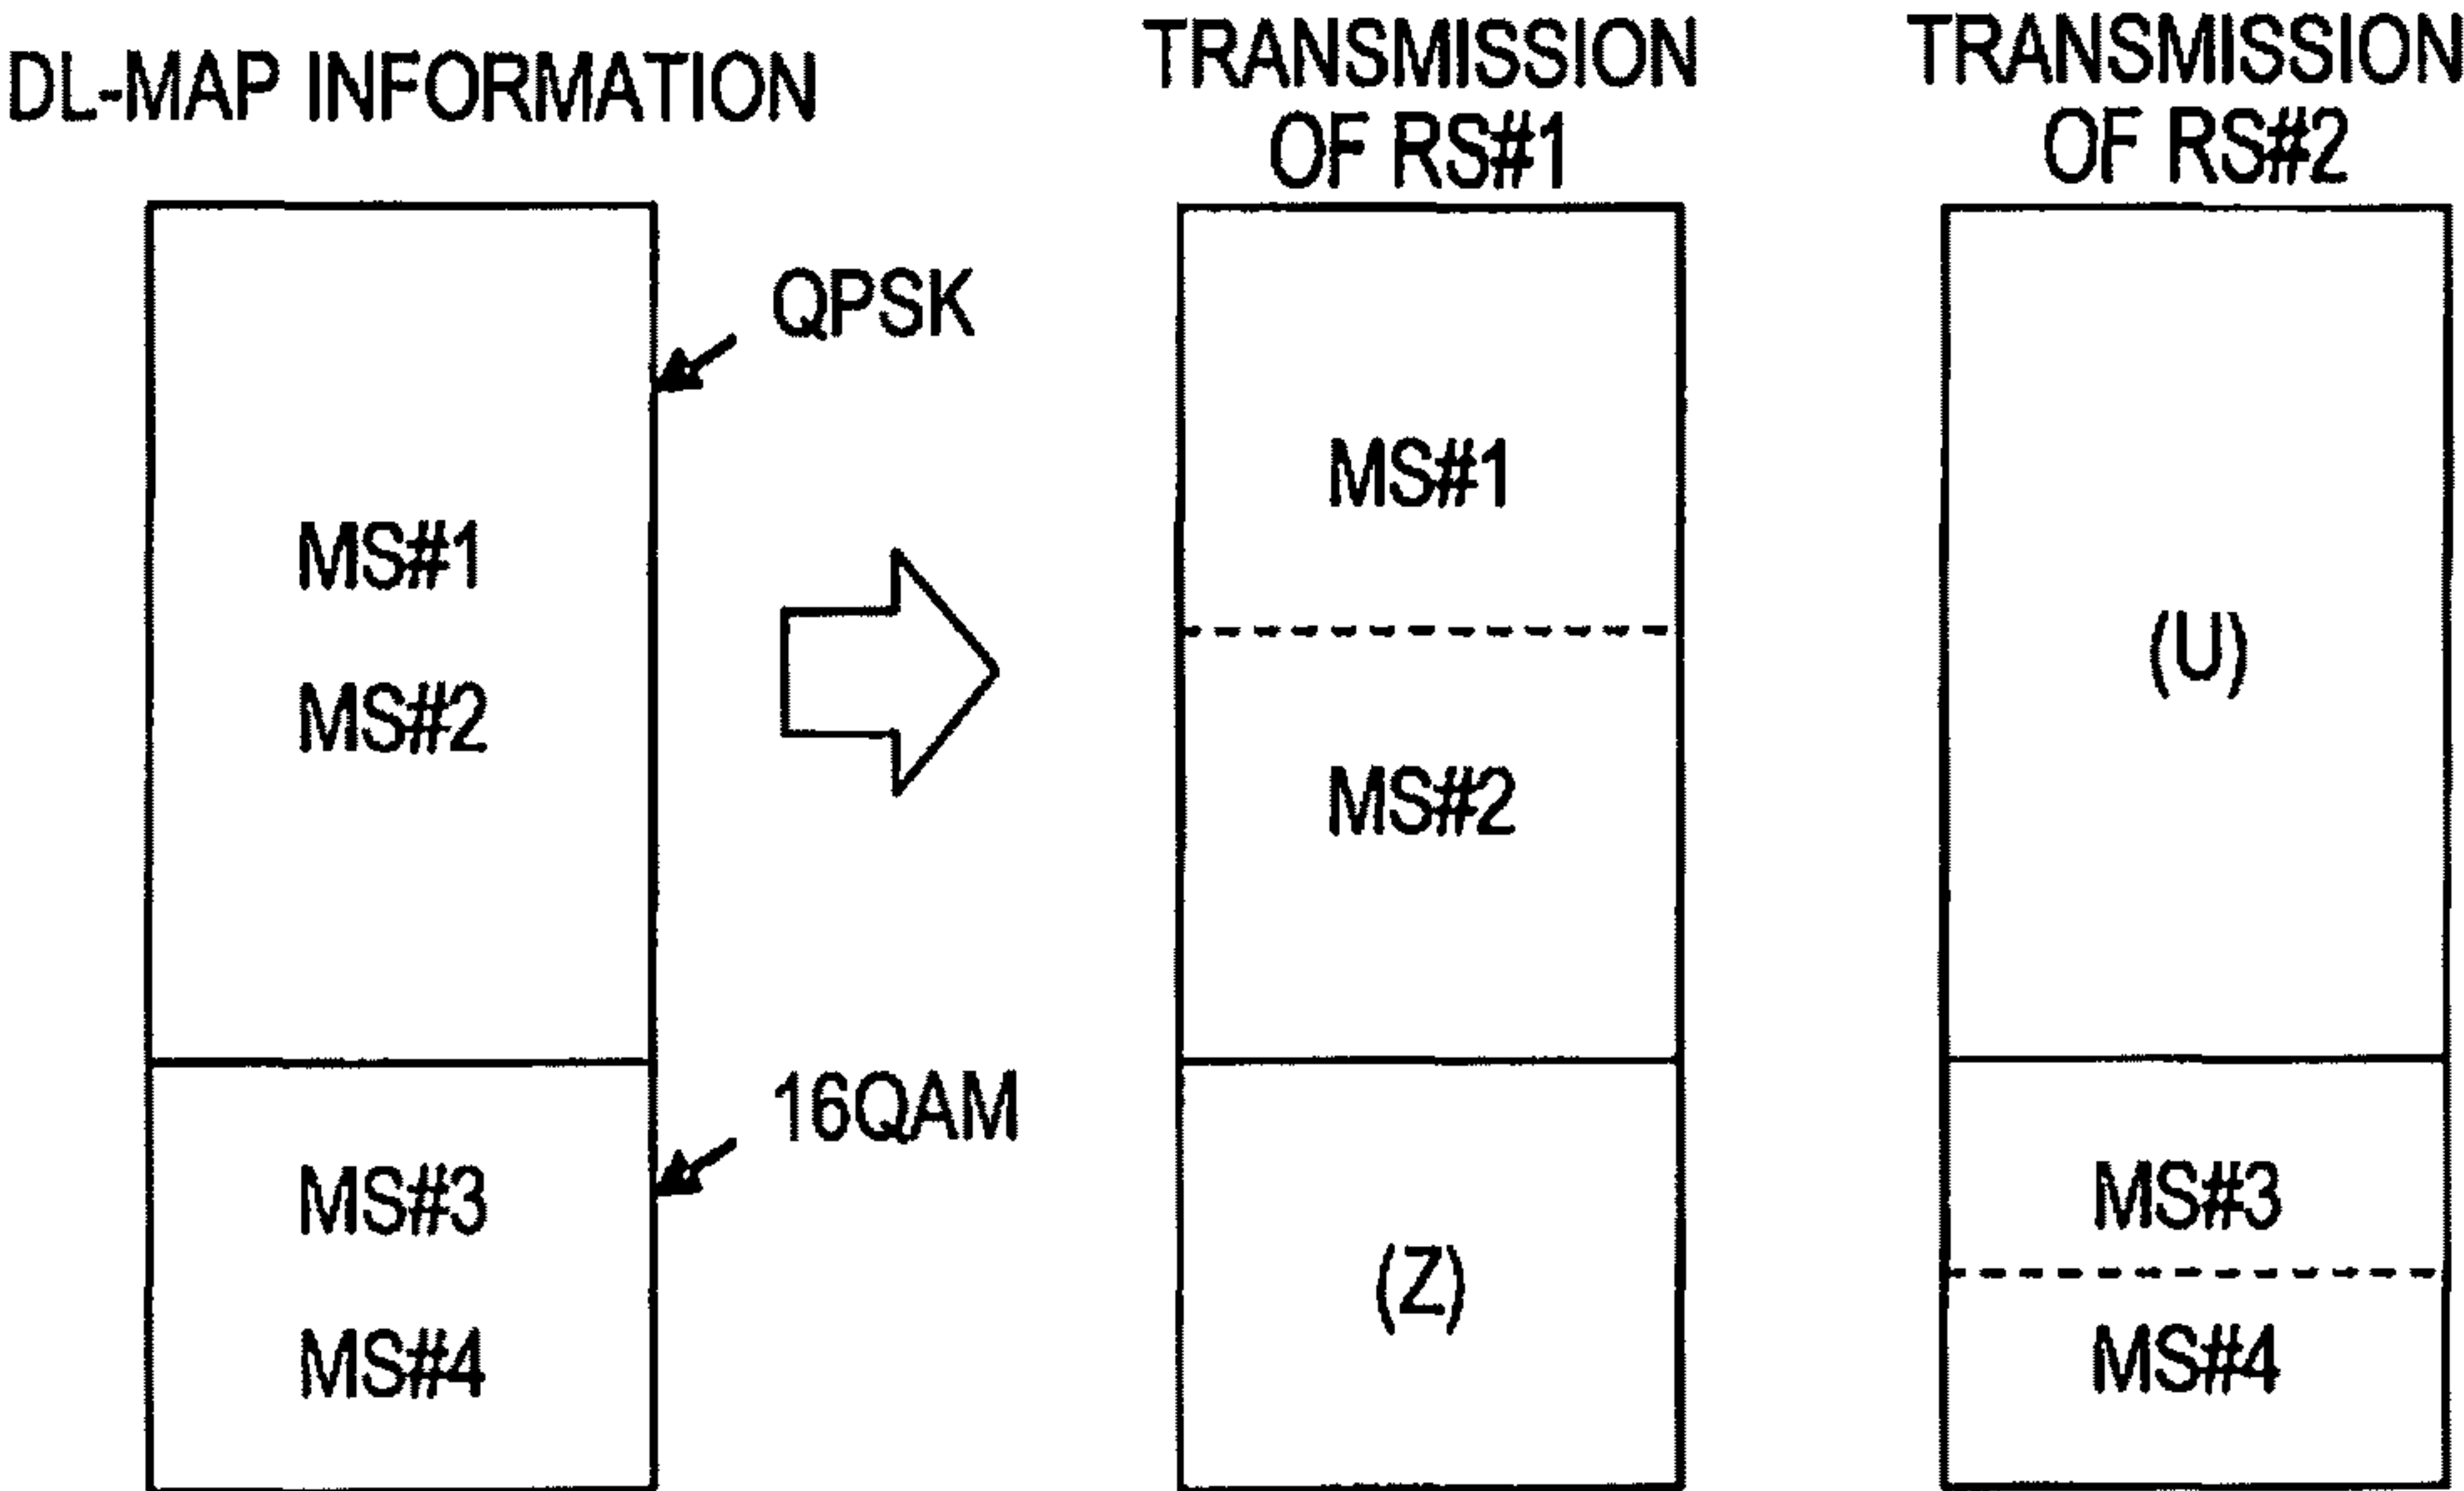 DL-MAP INFORMATION
QPSK
MS#1
MS#2
16QAM
MS#3
MS#4
TRANSMISSION
OF RS#1
MS#1
MS#2
(Z)
TRANSMISSION
OF RS#2
(U)
MS#3
MS#4